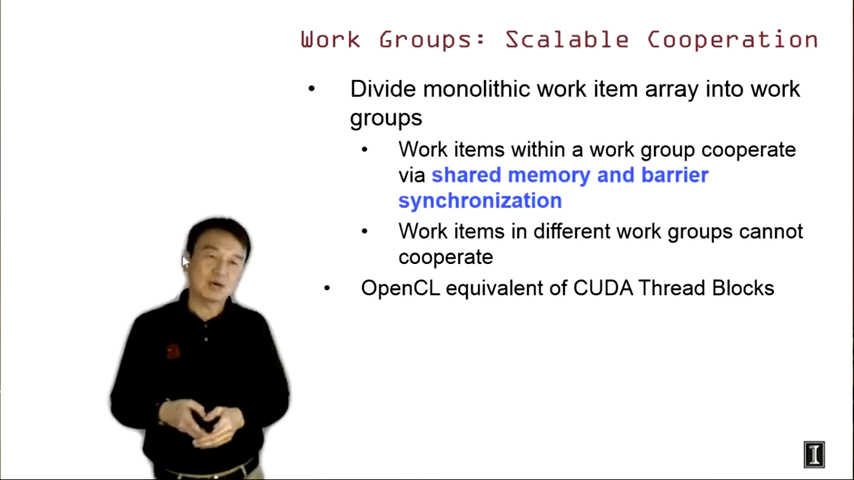 Work Groups: Scalable Cooperation
• Divide monolithic work item array into work
groups
• Work items within a work group cooperate
via shared memory and barrier
synchronization
• Work items in different work groups cannot
cooperate
• OpenCL equivalent of CUDA Thread Blocks
I